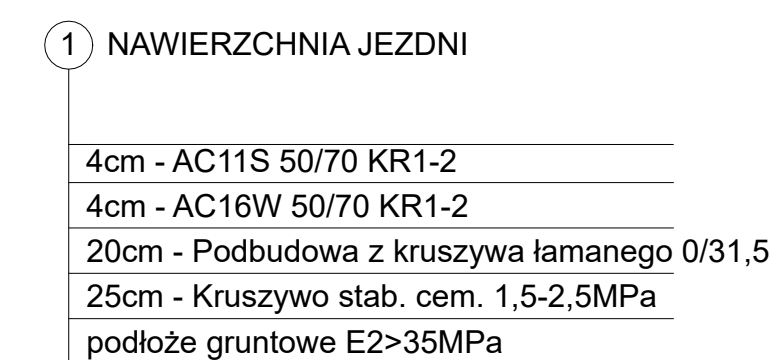 1 NAWIERZCHNIA JEZDNI
4cm - AC11S 50/70 KR1-2
4cm - AC16W 50/70 KR1-2
20cm - Podbudowa z kruszywa łamanego 0/31,5
25cm - Kruszywo stab. cem. 1,5-2,5MPa
podłoże gruntowe E2>35MPa